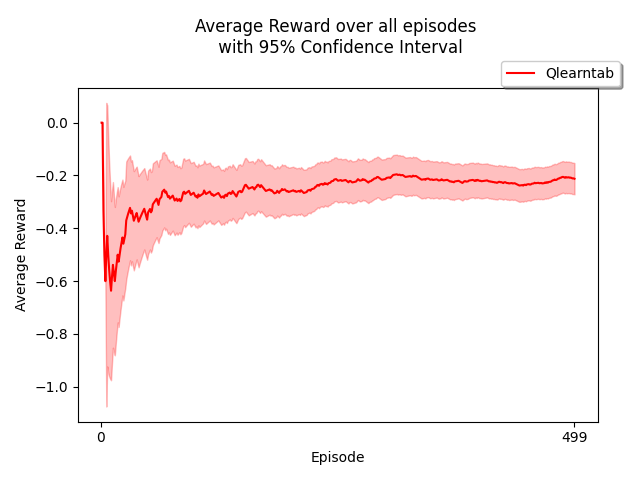 Average Reward over all episodes
with 95% Confidence Interval
Qlearntab
0.0
−0.2
−0.4
−0.6
−0.8
−1.0
Average Reward
0
499
Episode